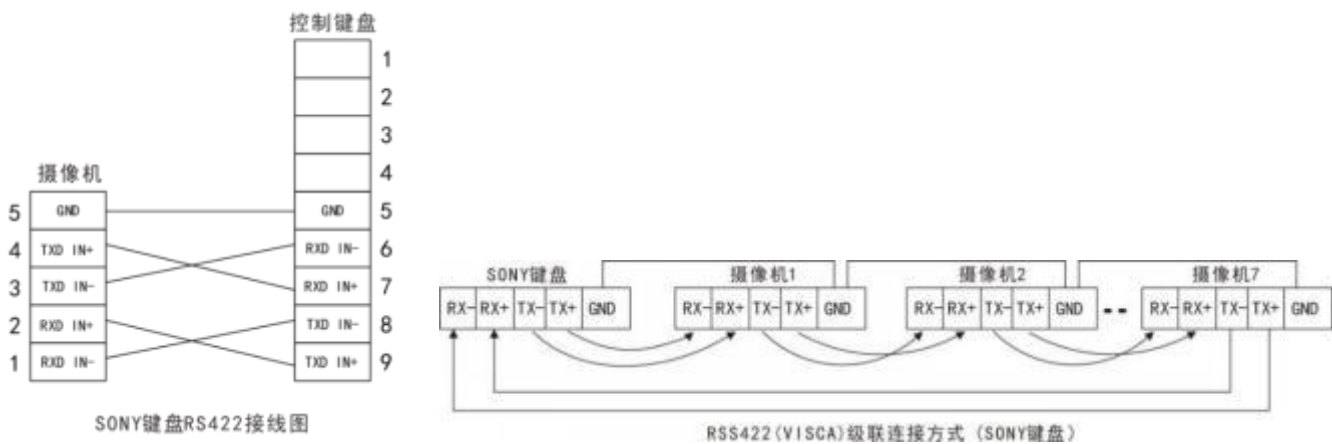 控制键盘
1
2
3
4
摄像机
5 GND GND 5
4 TXD IN+ RXD IN- 6
3 TXD IN- RXD IN+ 7
2 RXD IN+ TXD IN- 8
1 RXD IN- TXD IN+ 9
SONY键盘RS422接线图
SONY键盘 摄像机1 摄像机2 摄像机7
RX- RX+ TX- TX+ GND RX- RX+ TX- TX+ GND RX- RX+ TX- TX+ GND -- RX- RX+ TX- TX+ GND
RSS422(VISCA)级联连接方式 (SONY键盘)